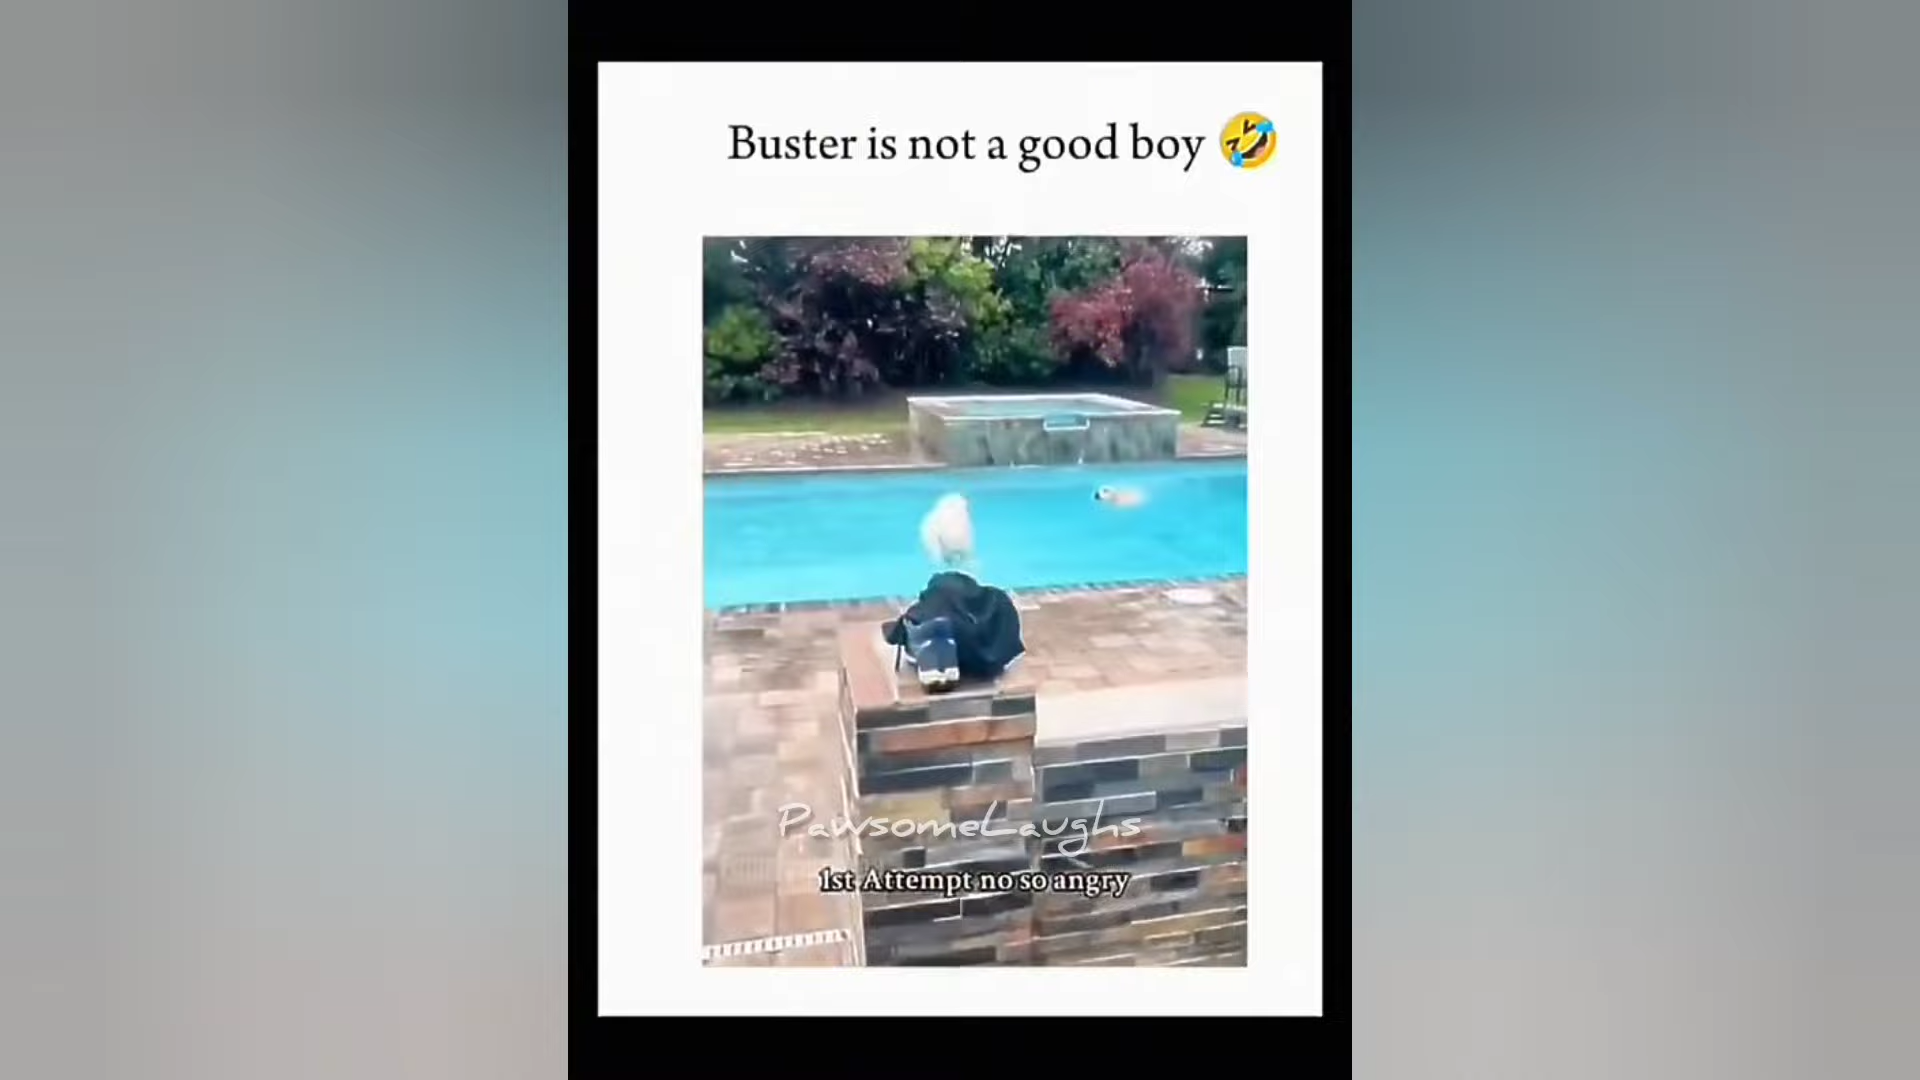 Buster is not a good boy 🤣
PawsomeLaughs
1st Attempt no so angry